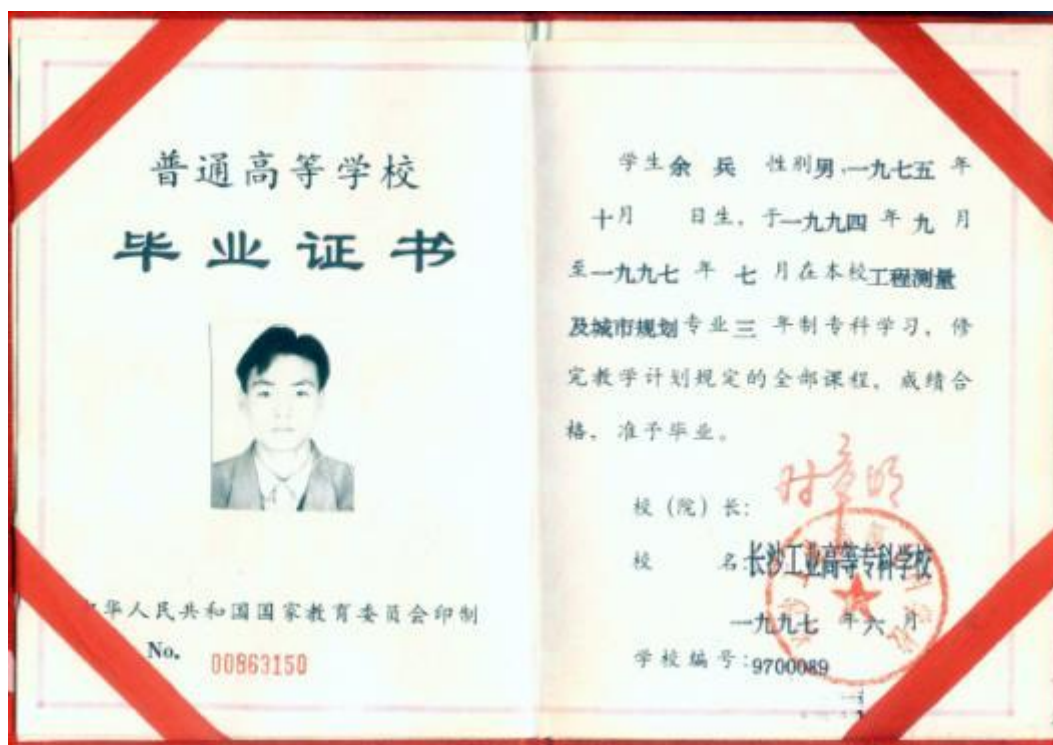 普通高等学校
毕业证书
中华人民共和国国家教育委员会印制
No. 00863150
学生余 兵 性别男,一九七五年
十月 日生,于一九九四年九月
至一九九七年七月在本校工程测量
及城市规划专业三年制专科学习,修
完教学计划规定的全部课程,成绩合
格,准予毕业。
校(院)长:
校 名:长沙工业高等专科学校
一九九七年六月
学校编号:9700089